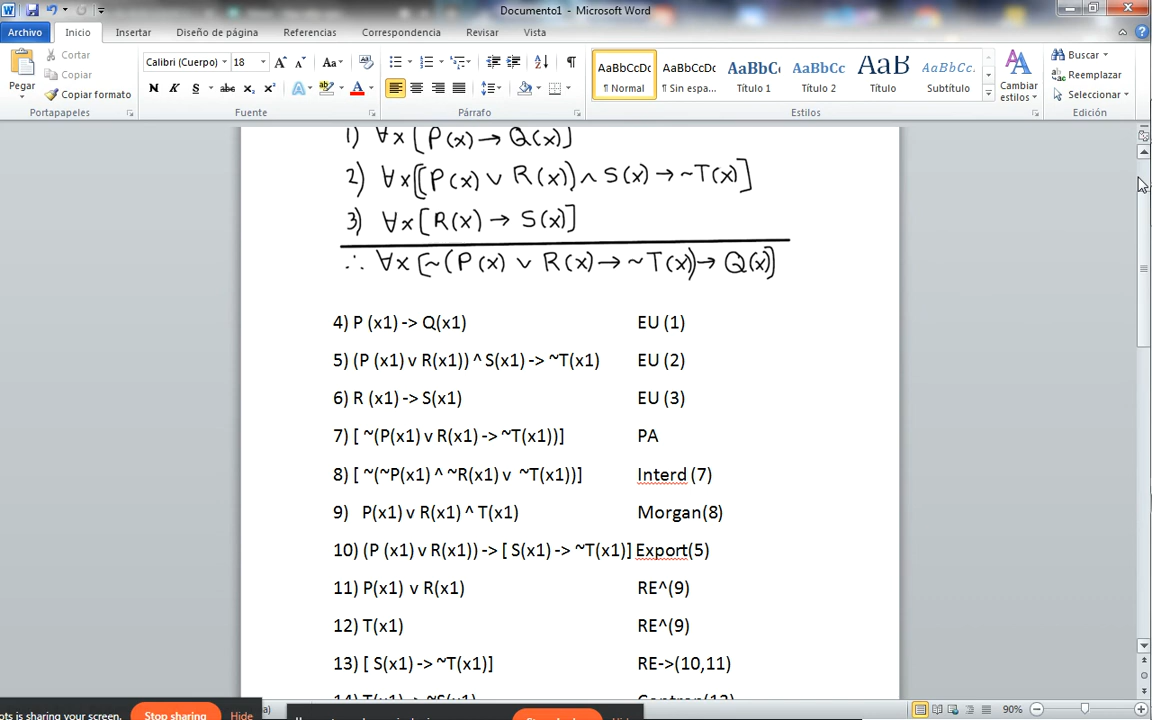 Documento1 - Microsoft Word
Archivo Inicio Insertar Diseño de página Referencias Correspondencia Revisar Vista
Pegar
Cortar
Copiar
Copiar formato
Portapapeles
Calibri (Cuerpo) 18
Fuente
Párrafo
AaBbCcDc AaBbCcDc AaBbC AaBbCc AaB AaBbCc.
¶ Normal ¶ Sin espa... Título 1 Título 2 Título Subtítulo
Cambiar estilos
Estilos
Buscar
Reemplazar
Seleccionar
Edición
1) ∀x[P(x) → Q(x)]
2) ∀x[(P(x) ∨ R(x)) ∧ S(x) → ~T(x)]
3) ∀x[R(x) → S(x)]
∴ ∀x[~(P(x) ∨ R(x) → ~T(x)) → Q(x)]
4) P (x1) -> Q(x1) EU (1)
5) (P (x1) v R(x1)) ^ S(x1) -> ~T(x1) EU (2)
6) R (x1) -> S(x1) EU (3)
7) [ ~(P(x1) v R(x1) -> ~T(x1))] PA
8) [ ~(~P(x1) ^ ~R(x1) v ~T(x1))] Interd (7)
9) P(x1) v R(x1) ^ T(x1) Morgan(8)
10) (P (x1) v R(x1)) -> [ S(x1) -> ~T(x1)] Export(5)
11) P(x1) v R(x1) RE^(9)
12) T(x1) RE^(9)
13) [ S(x1) -> ~T(x1)] RE->(10,11)
ots is sharing your screen. Stop sharing Hide
90%